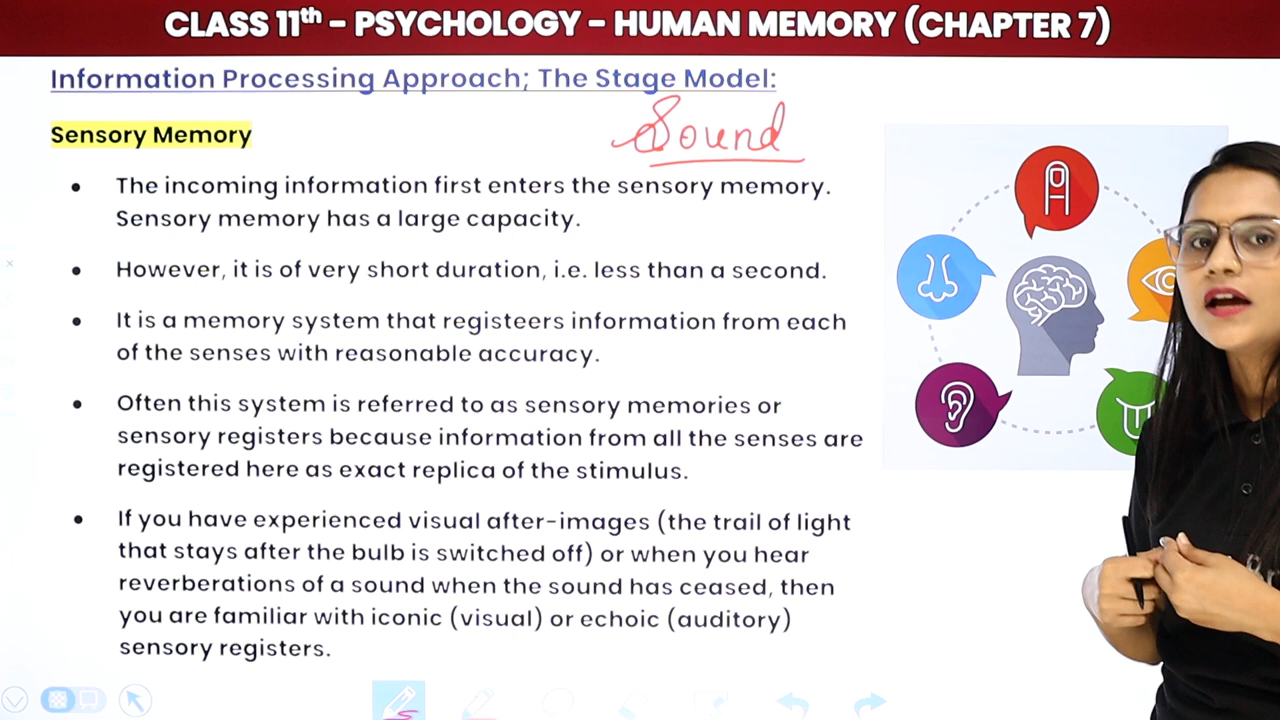 CLASS 11th - PSYCHOLOGY - HUMAN MEMORY (CHAPTER 7)
Information Processing Approach; The Stage Model:
Sound
Sensory Memory
• The incoming information first enters the sensory memory.
Sensory memory has a large capacity.
• However, it is of very short duration, i.e. less than a second.
• It is a memory system that registeers information from each
of the senses with reasonable accuracy.
• Often this system is referred to as sensory memories or
sensory registers because information from all the senses are
registered here as exact replica of the stimulus.
• If you have experienced visual after-images (the trail of light
that stays after the bulb is switched off) or when you hear
reverberations of a sound when the sound has ceased, then
you are familiar with iconic (visual) or echoic (auditory)
sensory registers.